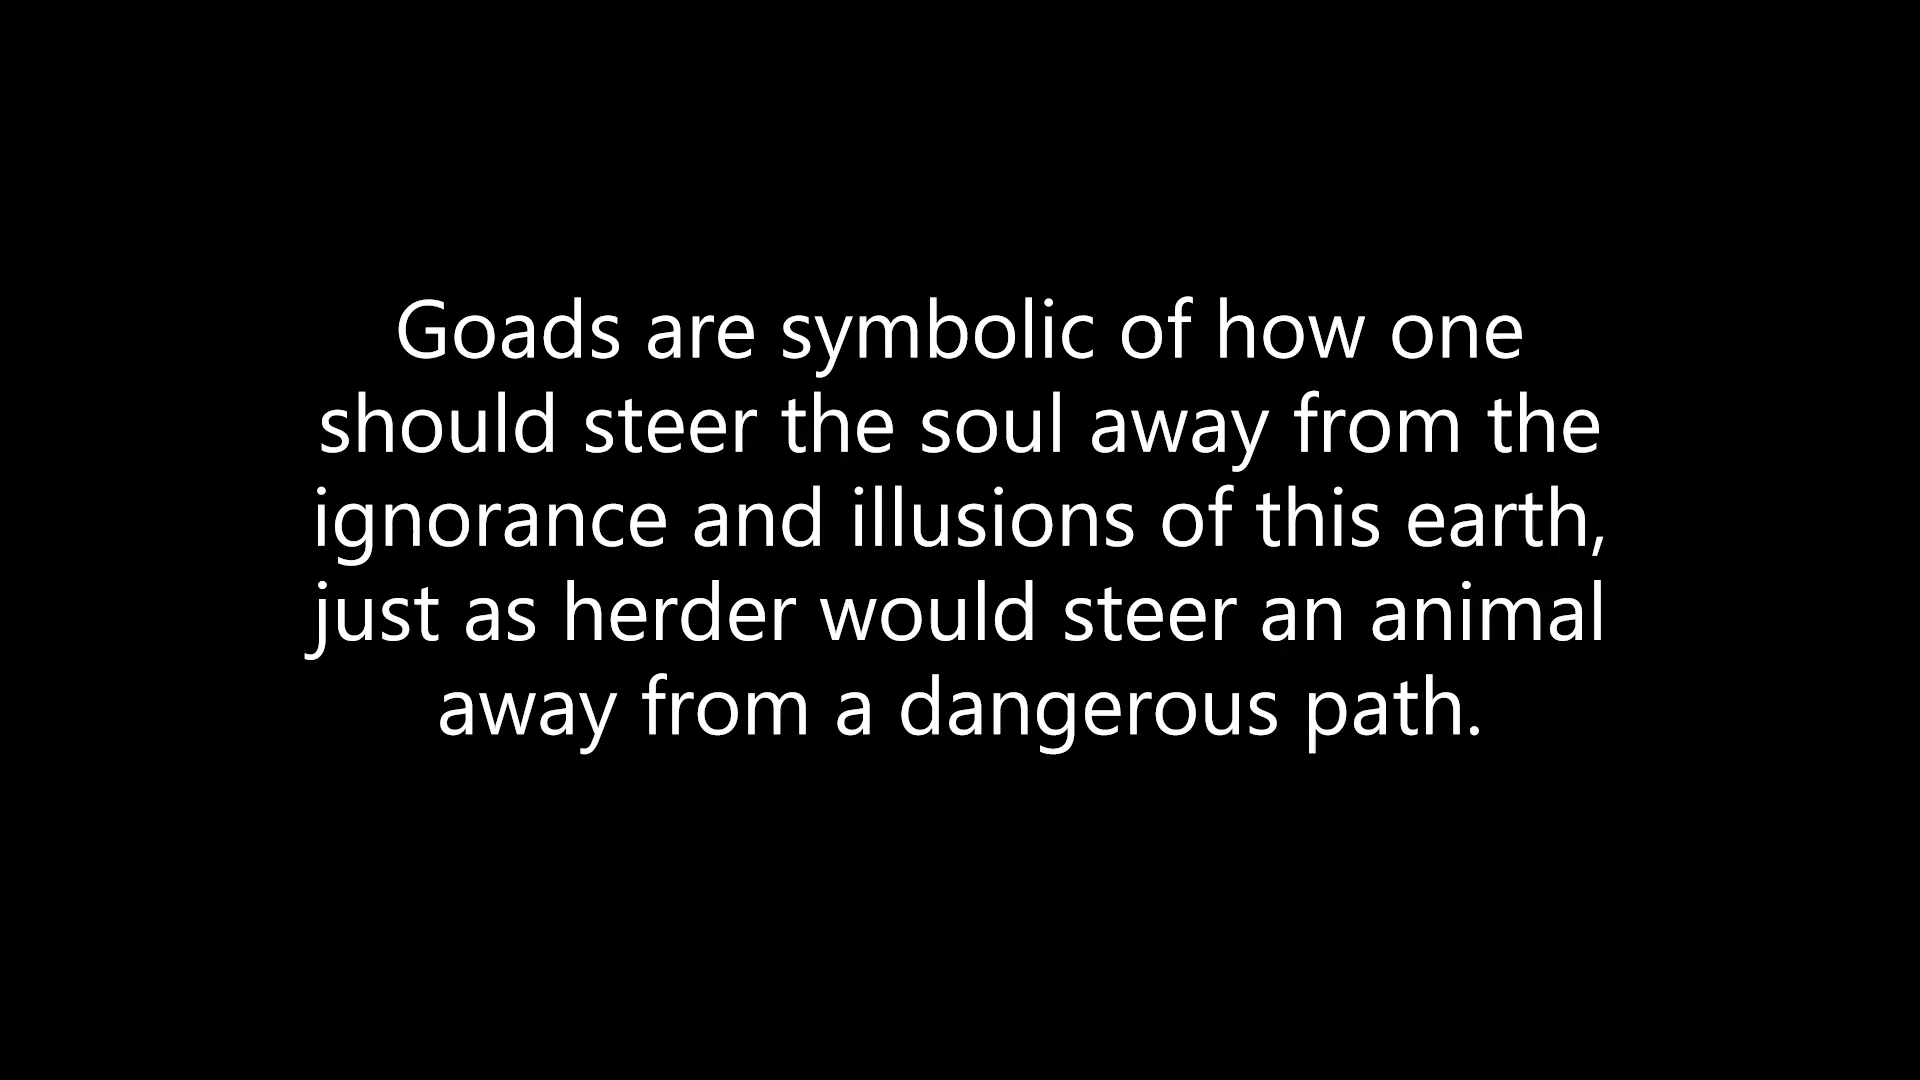 Goads are symbolic of how one
should steer the soul away from the
ignorance and illusions of this earth,
just as herder would steer an animal
away from a dangerous path.